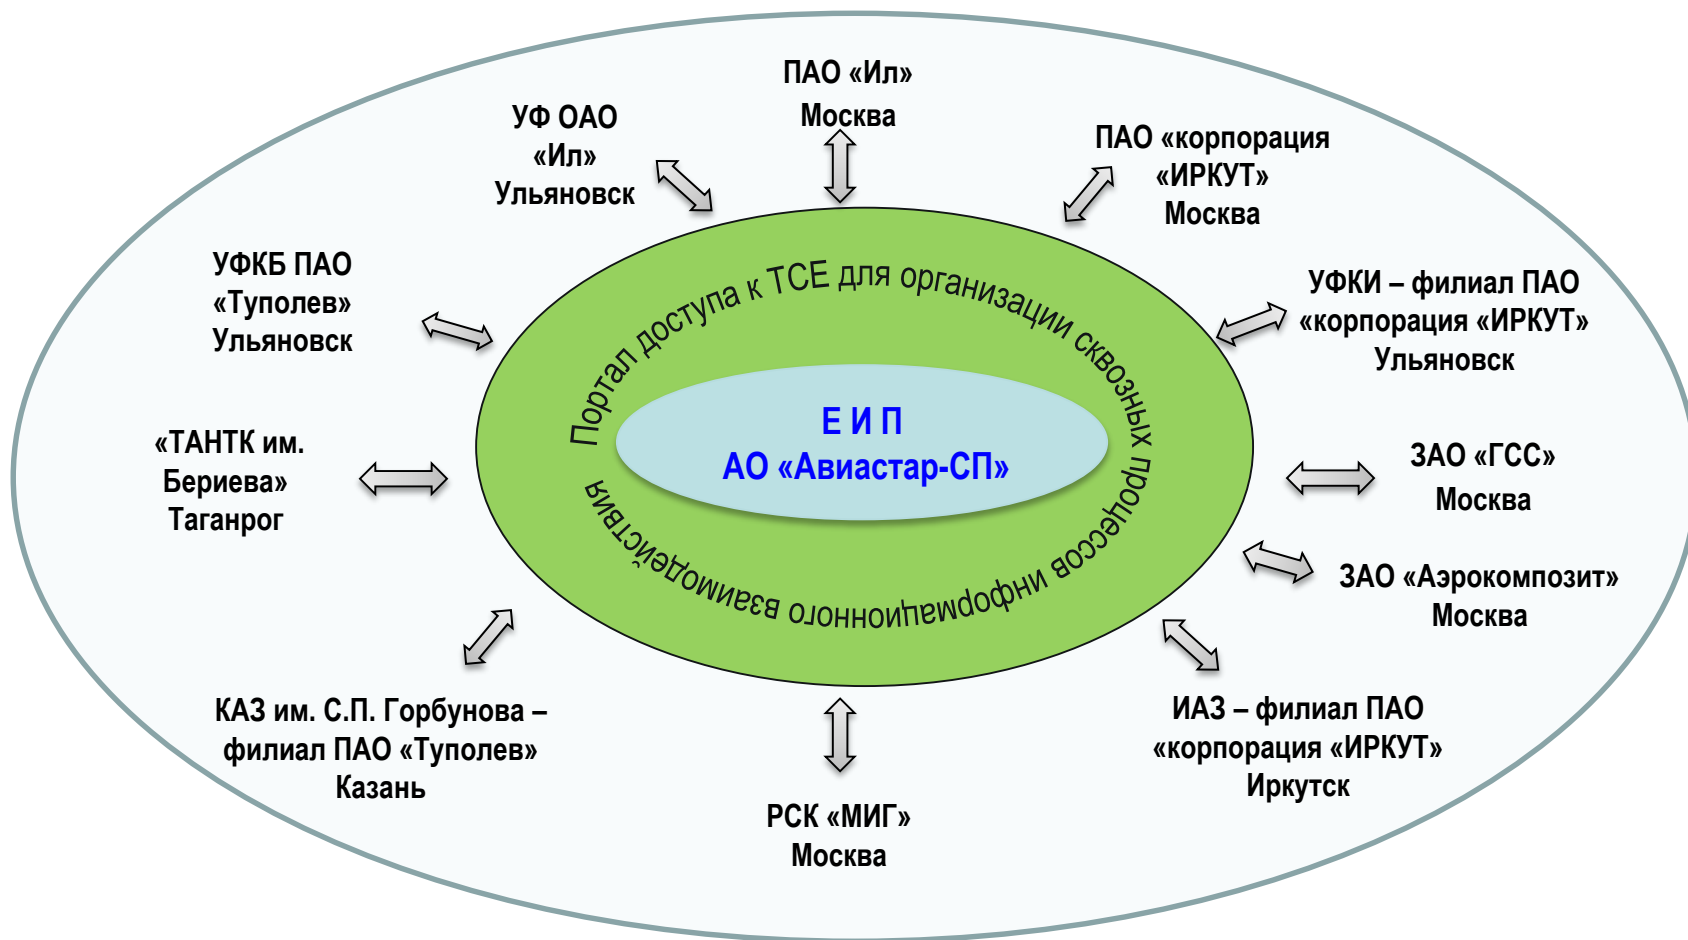 ПАО «Ил»
Москва
УФ ОАО
«Ил»
Ульяновск
ПАО «корпорация
«ИРКУТ»
Москва
УФКБ ПАО
«Туполев»
Ульяновск
УФКИ – филиал ПАО
«корпорация «ИРКУТ»
Ульяновск
Портал доступа к ТСЕ для организации сквозных процессов информационного взаимодействия
Е И П
АО «Авиастар-СП»
«ТАНТК им.
Бериева»
Таганрог
ЗАО «ГСС»
Москва
ЗАО «Аэрокомпозит»
Москва
КАЗ им. С.П. Горбунова –
филиал ПАО «Туполев»
Казань
ИАЗ – филиал ПАО
«корпорация «ИРКУТ»
Иркутск
РСК «МИГ»
Москва